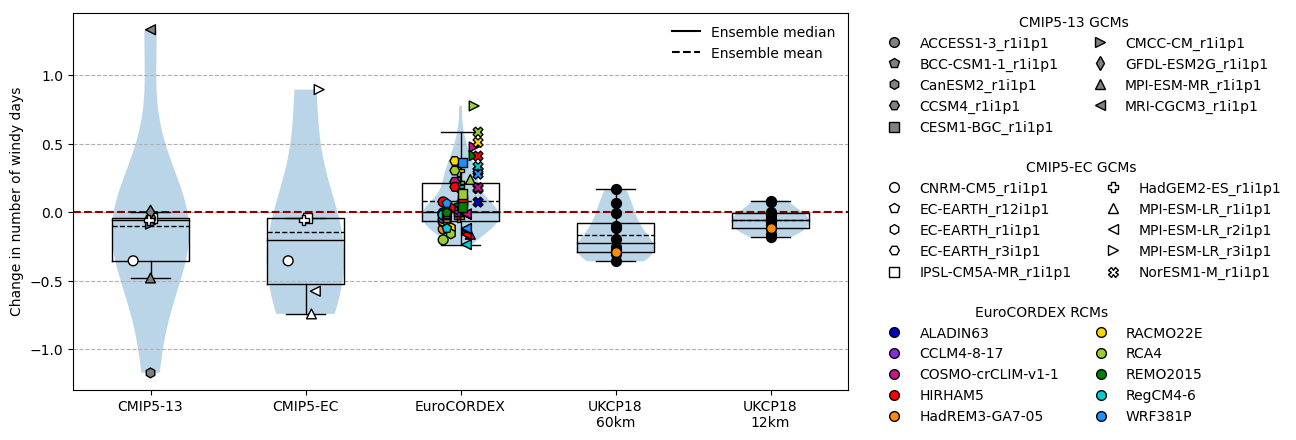 Change in number of windy days
1.0
0.5
0.0
−0.5
−1.0
Ensemble median
Ensemble mean
CMIP5-13
CMIP5-EC
EuroCORDEX
UKCP18
60km
UKCP18
12km
CMIP5-13 GCMs
ACCESS1-3_r1i1p1
BCC-CSM1-1_r1i1p1
CanESM2_r1i1p1
CCSM4_r1i1p1
CESM1-BGC_r1i1p1
CMCC-CM_r1i1p1
GFDL-ESM2G_r1i1p1
MPI-ESM-MR_r1i1p1
MRI-CGCM3_r1i1p1
CMIP5-EC GCMs
CNRM-CM5_r1i1p1
EC-EARTH_r12i1p1
EC-EARTH_r1i1p1
EC-EARTH_r3i1p1
IPSL-CM5A-MR_r1i1p1
HadGEM2-ES_r1i1p1
MPI-ESM-LR_r1i1p1
MPI-ESM-LR_r2i1p1
MPI-ESM-LR_r3i1p1
NorESM1-M_r1i1p1
EuroCORDEX RCMs
ALADIN63
CCLM4-8-17
COSMO-crCLIM-v1-1
HIRHAM5
HadREM3-GA7-05
RACMO22E
RCA4
REMO2015
RegCM4-6
WRF381P